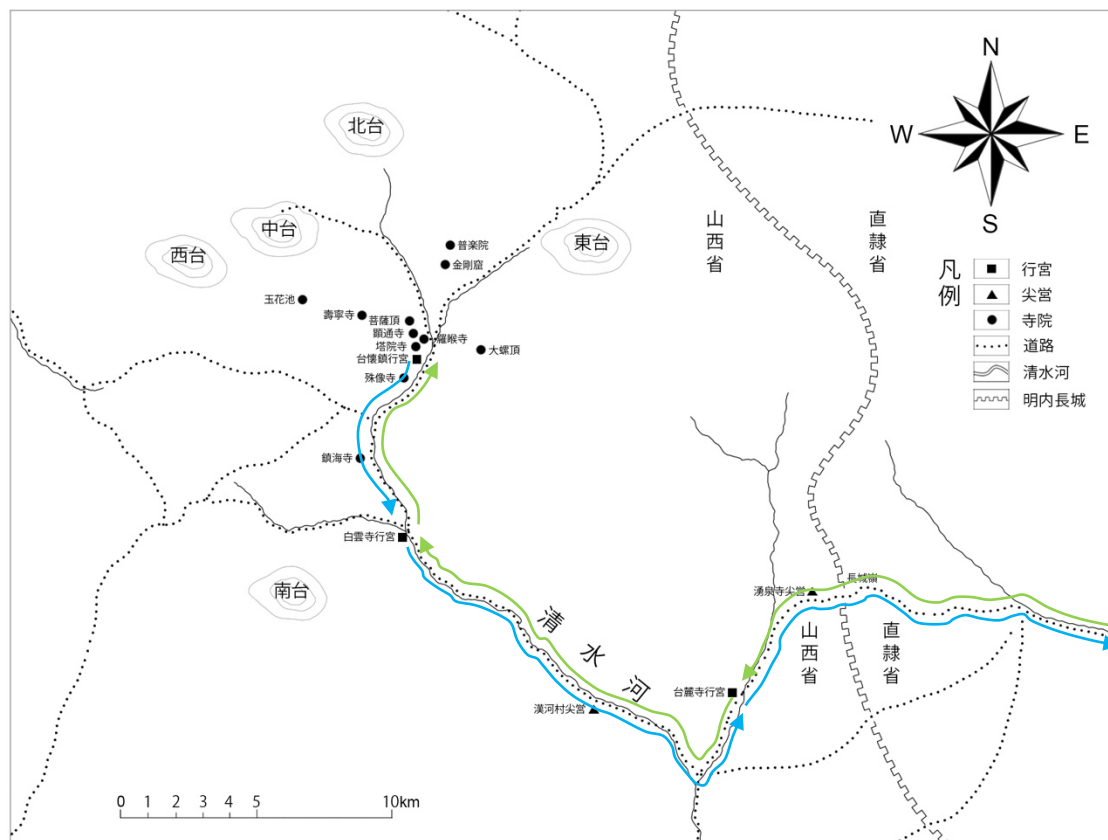 北台
中台
西台
東台
南台
普楽院
金剛窟
玉花池
壽寧寺
菩薩頂
顕通寺
羅睺寺
塔院寺
大螺頂
台懐鎮行宮
殊像寺
鎮海寺
白雲寺行宮
清水河
漢河村尖営
台麓寺行宮
湧泉寺尖営
長城嶺
山西省
直隷省
山西省
直隷省
N
W
E
S
凡例
行宮
尖営
寺院
道路
清水河
明内長城
0 1 2 3 4 5 10km